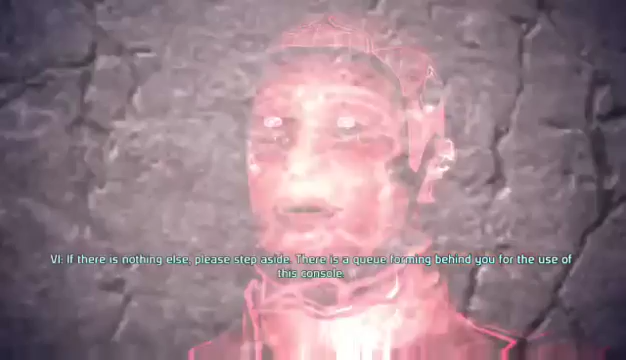 VI: If there is nothing else, please step aside. There is a queue forming behind you for the use of
this console.